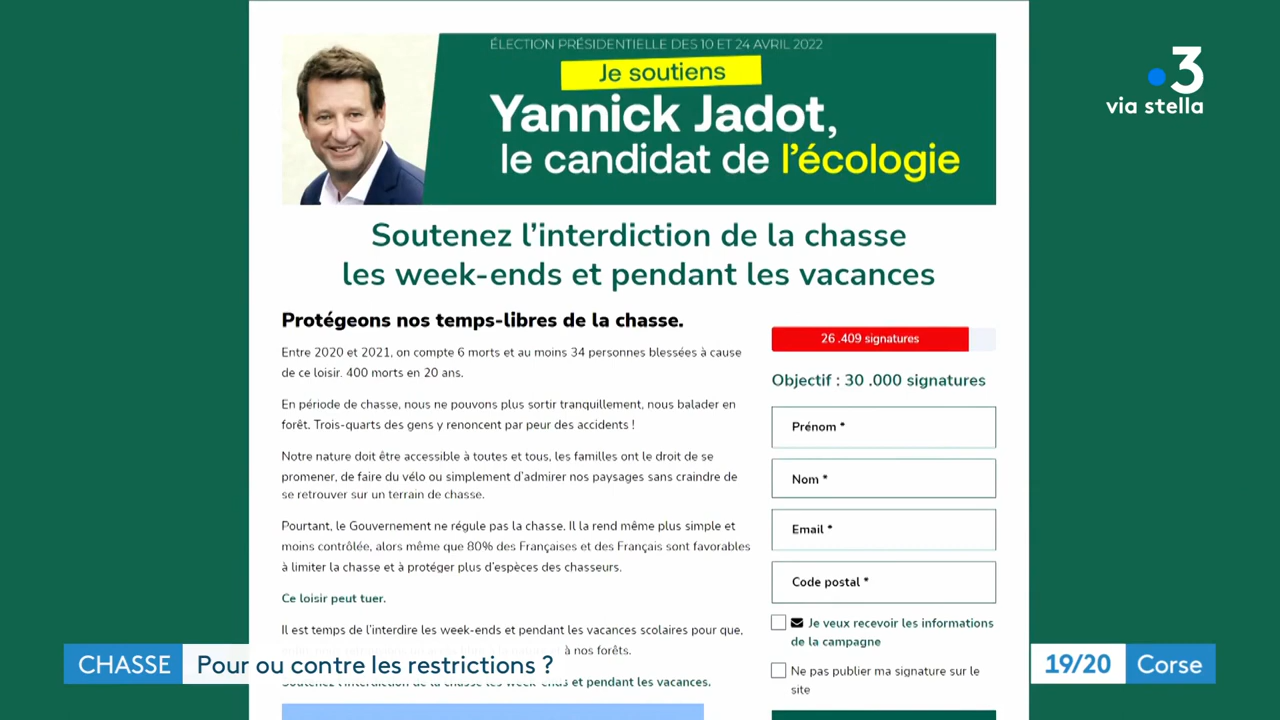 ÉLECTION PRÉSIDENTIELLE DES 10 ET 24 AVRIL 2022
Je soutiens
Yannick Jadot,
le candidat de l'écologie
3
via stella
Soutenez l'interdiction de la chasse
les week-ends et pendant les vacances
Protégeons nos temps-libres de la chasse.
Entre 2020 et 2021, on compte 6 morts et au moins 34 personnes blessées à cause
de ce loisir. 400 morts en 20 ans.
En période de chasse, nous ne pouvons plus sortir tranquillement, nous balader en
forêt. Trois-quarts des gens y renoncent par peur des accidents !
Notre nature doit être accessible à toutes et tous, les familles ont le droit de se
promener, de faire du vélo ou simplement d'admirer nos paysages sans craindre de
se retrouver sur un terrain de chasse.
Pourtant, le Gouvernement ne régule pas la chasse. Il la rend même plus simple et
moins contrôlée, alors même que 80% des Françaises et des Français sont favorables
à limiter la chasse et à protéger plus d'espèces des chasseurs.
Ce loisir peut tuer.
Il est temps de l'interdire les week-ends et pendant les vacances scolaires pour que,
à nos forêts.
Soutenez l'interdiction de la chasse les week-ends et pendant les vacances.
26 .409 signatures
Objectif : 30 .000 signatures
Prénom *
Nom *
Email *
Code postal *
Je veux recevoir les informations
de la campagne
Ne pas publier ma signature sur le
site
CHASSE Pour ou contre les restrictions ?
19/20 Corse